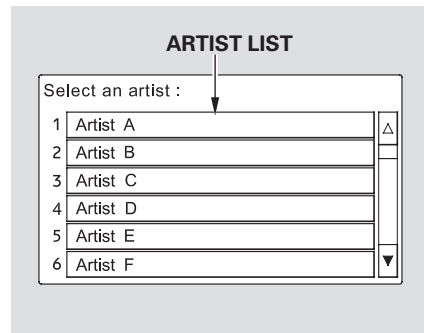 ARTIST LIST
Select an artist :
1 Artist A
2 Artist B
3 Artist C
4 Artist D
5 Artist E
6 Artist F